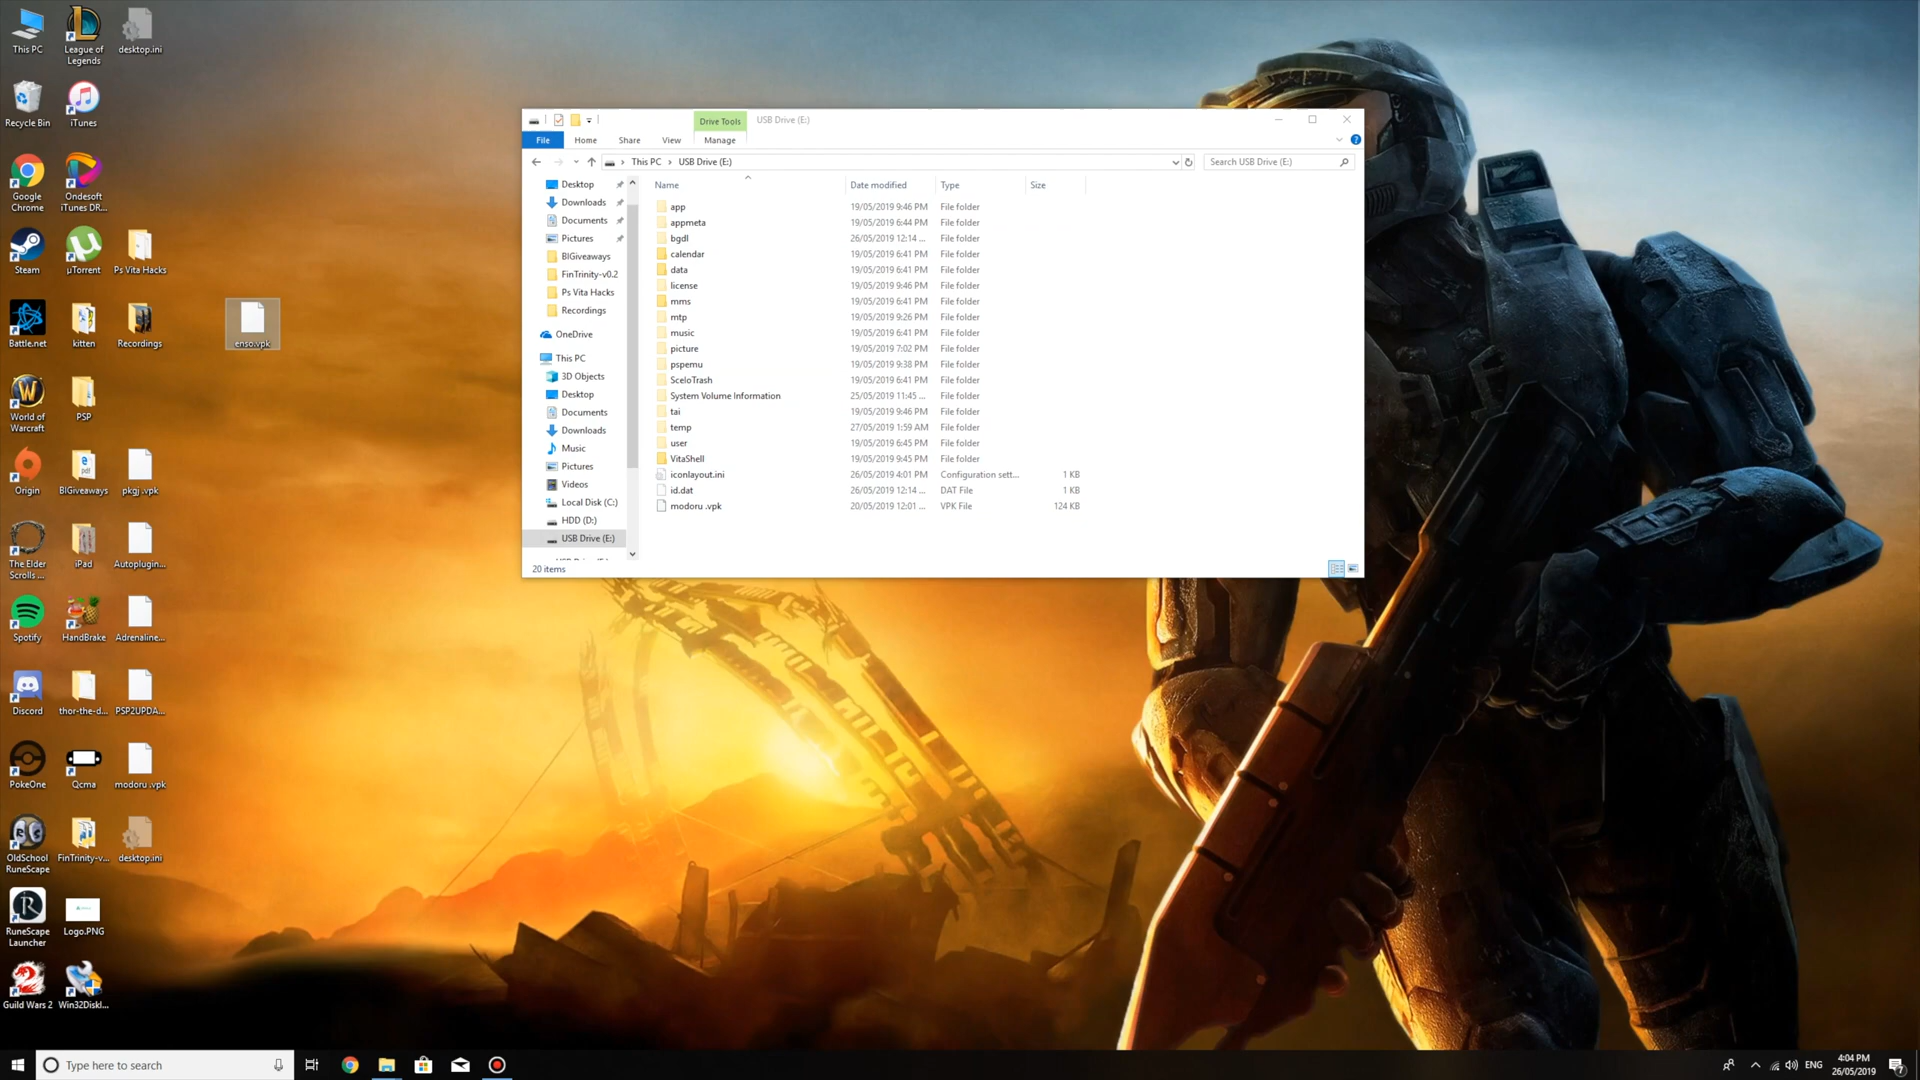 This PC
League of
Legends
desktop.ini
Recycle Bin
iTunes
Google
Chrome
Ondesoft
iTunes DR...
Steam
µTorrent
Ps Vita Hacks
Battle.net
kitten
Recordings
enso.vpk
World of
Warcraft
PSP
Origin
BIGiveaways
pkgj .vpk
The Elder
Scrolls ...
iPad
Autoplugin...
Spotify
HandBrake
Adrenaline...
Discord
thor-the-d...
PSP2UPDA...
PokeOne
Qcma
modoru .vpk
OldSchool
RuneScape
FinTrinity-v...
desktop.ini
RuneScape
Launcher
Logo.PNG
Guild Wars 2
Win32DiskI...
Drive Tools
USB Drive (E:)
File
Home
Share
View
Manage
This PC
USB Drive (E:)
Search USB Drive (E:)
Desktop
Downloads
Documents
Pictures
BIGiveaways
FinTrinity-v0.2
Ps Vita Hacks
Recordings
OneDrive
This PC
3D Objects
Desktop
Documents
Downloads
Music
Pictures
Videos
Local Disk (C:)
HDD (D:)
USB Drive (E:)
Name Date modified Type Size
app 19/05/2019 9:46 PM File folder
appmeta 19/05/2019 6:44 PM File folder
bgdl 26/05/2019 12:14 ... File folder
calendar 19/05/2019 6:41 PM File folder
data 19/05/2019 6:41 PM File folder
license 19/05/2019 9:46 PM File folder
mms 19/05/2019 6:41 PM File folder
mtp 19/05/2019 9:26 PM File folder
music 19/05/2019 6:41 PM File folder
picture 19/05/2019 7:02 PM File folder
pspemu 19/05/2019 9:38 PM File folder
SceIoTrash 19/05/2019 6:41 PM File folder
System Volume Information 25/05/2019 11:45 ... File folder
tai 19/05/2019 9:46 PM File folder
temp 27/05/2019 1:59 AM File folder
user 19/05/2019 6:45 PM File folder
VitaShell 19/05/2019 9:45 PM File folder
iconlayout.ini 26/05/2019 4:01 PM Configuration sett... 1 KB
id.dat 26/05/2019 12:14 ... DAT File 1 KB
modoru .vpk 20/05/2019 12:01 ... VPK File 124 KB
20 items
Type here to search
ENG
4:04 PM
26/05/2019
7